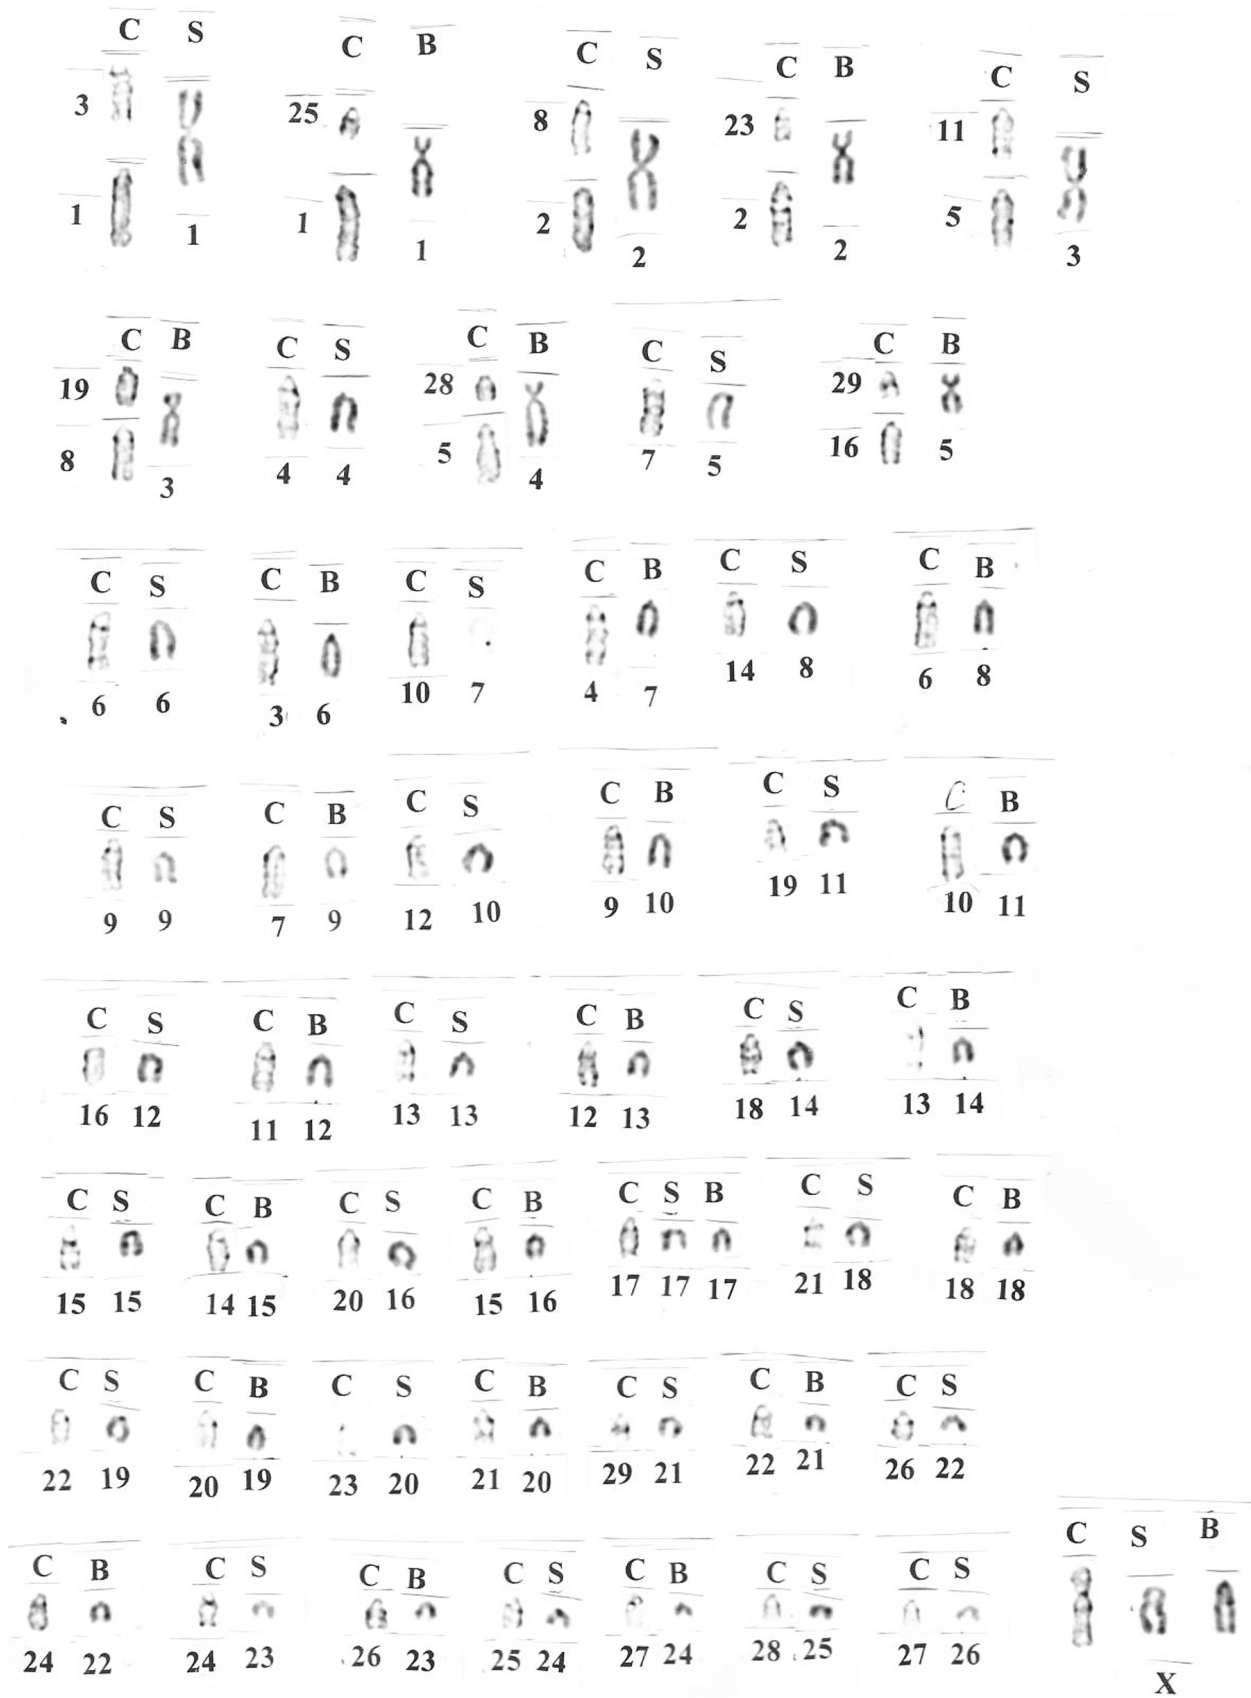 C S C B C S C B C S
3 25 8 23 11
1 1 2 2 5
1 1 2 2 3
C B C S C B C S C B
19 28 29
8 5 16
3 4 4 4 7 5 5
C S C B C S C B C S C B
6 6 3 6 10 7 4 7 14 8 6 8
C S C B C S C B C S C B
9 9 7 9 12 10 9 10 19 11 10 11
C S C B C S C B C S C B
16 12 11 12 13 13 12 13 18 14 13 14
C S C B C S C B C S B C S C B
15 15 14 15 20 16 15 16 17 17 17 21 18 18 18
C S C B C S C B C S C B C S
22 19 20 19 23 20 21 20 29 21 22 21 26 22
C B C S C B C S C B C S C S C S B
24 22 24 23 26 23 25 24 27 24 28 25 27 26
X